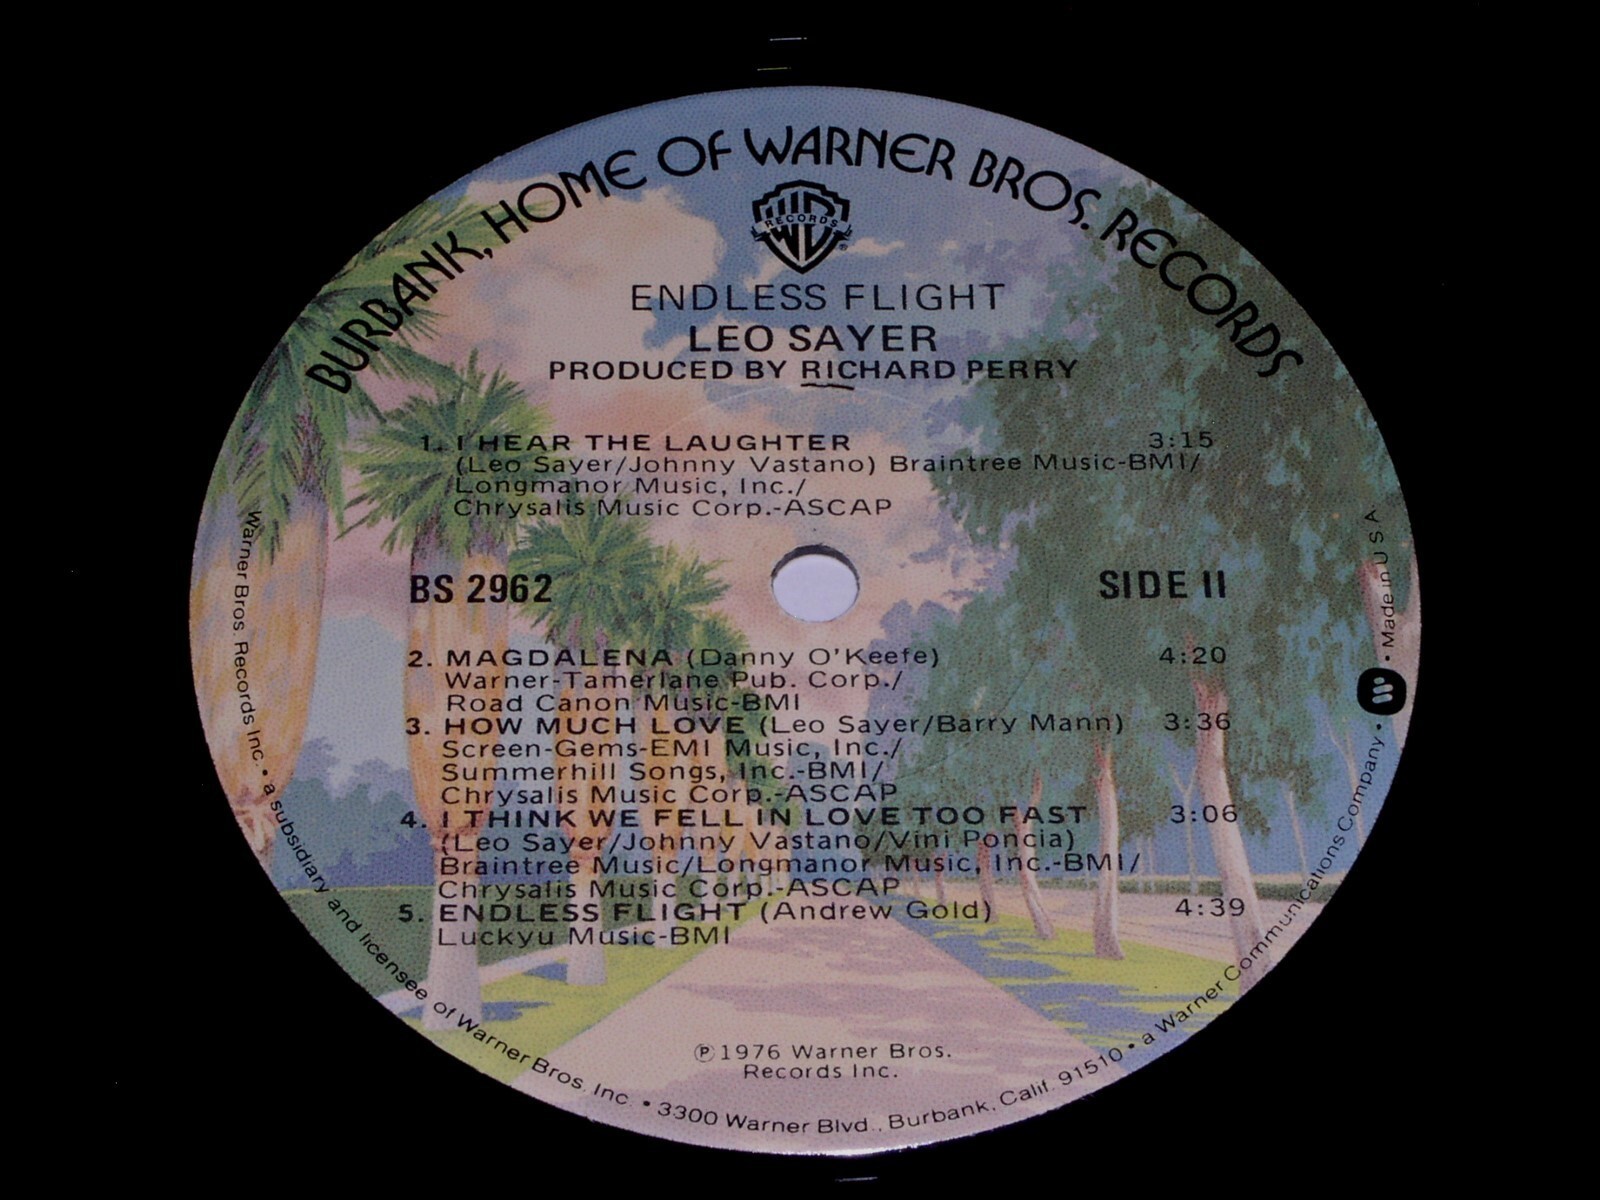 BURBANK, HOME OF WARNER BROS. RECORDS
RECORDS
ENDLESS FLIGHT
LEO SAYER
PRODUCED BY RICHARD PERRY
1. I HEAR THE LAUGHTER 3:15
(Leo Sayer/Johnny Vastano) Braintree Music-BMI/
Longmanor Music, Inc./
Chrysalis Music Corp.-ASCAP
BS 2962 SIDE II
2. MAGDALENA (Danny O'Keefe) 4:20
Warner-Tamerlane Pub. Corp./
Road Canon Music-BMI
3. HOW MUCH LOVE (Leo Sayer/Barry Mann) 3:36
Screen-Gems-EMI Music, Inc./
Summerhill Songs, Inc.-BMI/
Chrysalis Music Corp.-ASCAP
4. I THINK WE FELL IN LOVE TOO FAST 3:06
(Leo Sayer/Johnny Vastano/Vini Poncia)
Braintree Music/Longmanor Music, Inc.-BMI/
Chrysalis Music Corp.-ASCAP
5. ENDLESS FLIGHT (Andrew Gold) 4:39
Luckyu Music-BMI
℗1976 Warner Bros.
Records Inc.
Warner Bros. Records Inc. • a subsidiary and licensee of Warner Bros. Inc. • 3300 Warner Blvd., Burbank, Calif. 91510 • a Warner Communications Company • Made in U.S.A.